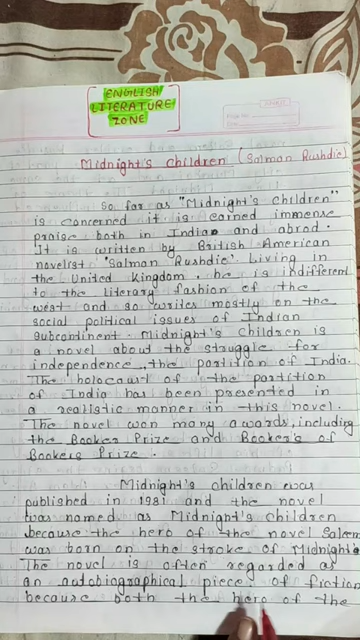 ENGLISH
LITERATURE
ZONE
Midnight's Children (Salman Rushdie)
So far as "Midnight's Children"
is concerned it is earned immense
praise both in India and abrod.
It is written by British American
novelist 'Salman Rushdie'. Living in
the United Kingdom, he is indifferent
to the literary fashion of the
west and so writes mostly on the
social political issues of Indian
subcontinent. Midnight's Children is
a novel about the struggle for
independence, the partition of India.
The holocaust of the partition
of India has been presented in
a realistic manner in this novel.
The novel won many awards, including
the Booker Prize and Booker's of
Bookers Prize.
Midnight's children was
published in 1981 and the novel
was named as Midnight's Children
because the hero of the novel Salem
was born on the stroke of Midnight.
The novel is often regarded as
an autobiographical piece of fiction
because both the hero of the